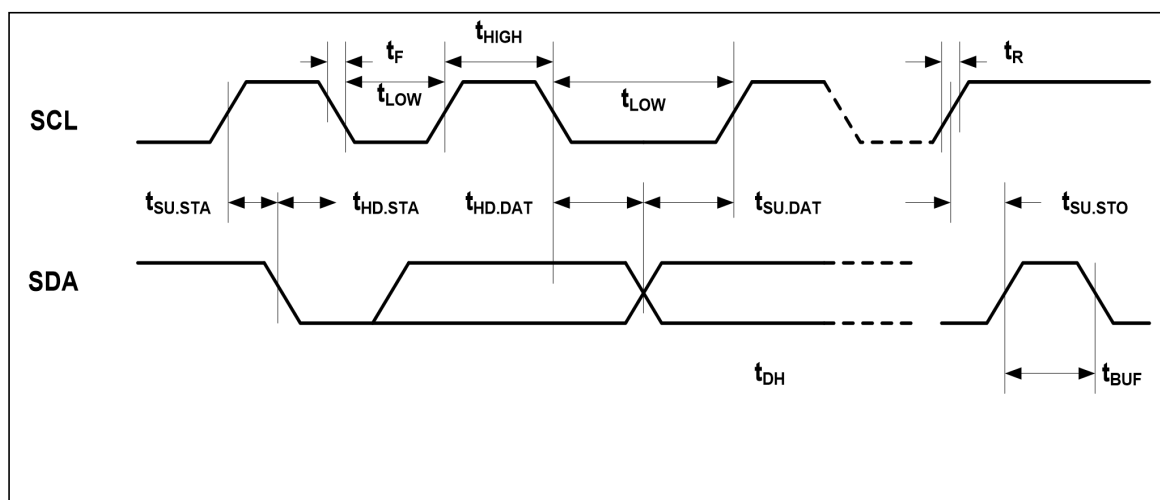 tHIGH
tF
tR
tLOW
tLOW
SCL
tSU.STA
tHD.STA
tHD.DAT
tSU.DAT
tSU.STO
SDA
tDH
tBUF